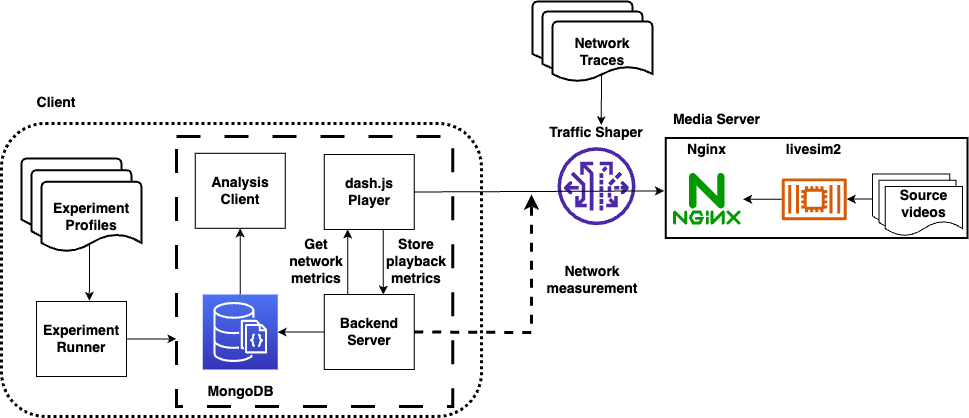 Network
Traces
Client
Traffic Shaper
Media Server
Nginx
livesim2
NGINX
Source
videos
Experiment
Profiles
Analysis
Client
dash.js
Player
Get
network
metrics
Store
playback
metrics
Network
measurement
Experiment
Runner
{}
Backend
Server
MongoDB